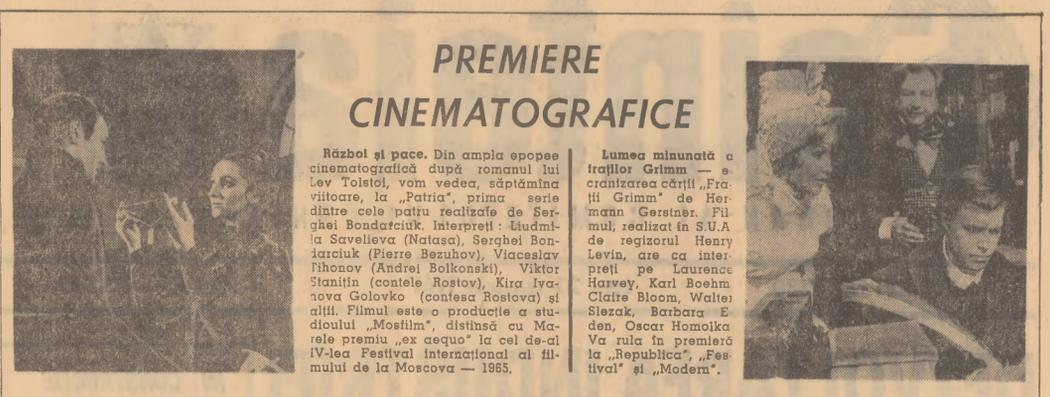 PREMIERE
CINEMATOGRAFICE
Război și pace. Din ampla epopee
cinematografică după romanul lui
Lev Tolstoi, vom vedea, săptămîna
viitoare, la „Patria", prima serie
dintre cele patru realizate de Ser-
ghei Bondarciuk. Interpreți : Liudmi-
la Savelieva (Natașa), Serghei Bon-
darciuk (Pierre Bezuhov), Viaceslav
Tihonov (Andrei Bolkonski), Viktor
Stanițin (contele Rostov), Kira Iva-
nova Golovko (contesa Rostova) și
alții. Filmul este o producție a stu-
dioului „Mosfilm", distinsă cu Ma-
rele premiu „ex aequo" la cel de-al
IV-lea Festival internațional al fil-
mului de la Moscova — 1965.
Lumea minunată a
fraților Grimm — e
cranizarea cărții „Fra-
ții Grimm" de Her-
mann Gerstner. Fil
mul, realizat în S.U.A
de regizorul Henry
Levin, are ca inter-
preți pe Laurence
Harvey, Karl Boehm
Claire Bloom, Walter
Slezak, Barbara E
den, Oscar Homolka
Va rula în premieră
la „Republica", „Fes-
tival" și „Modern".